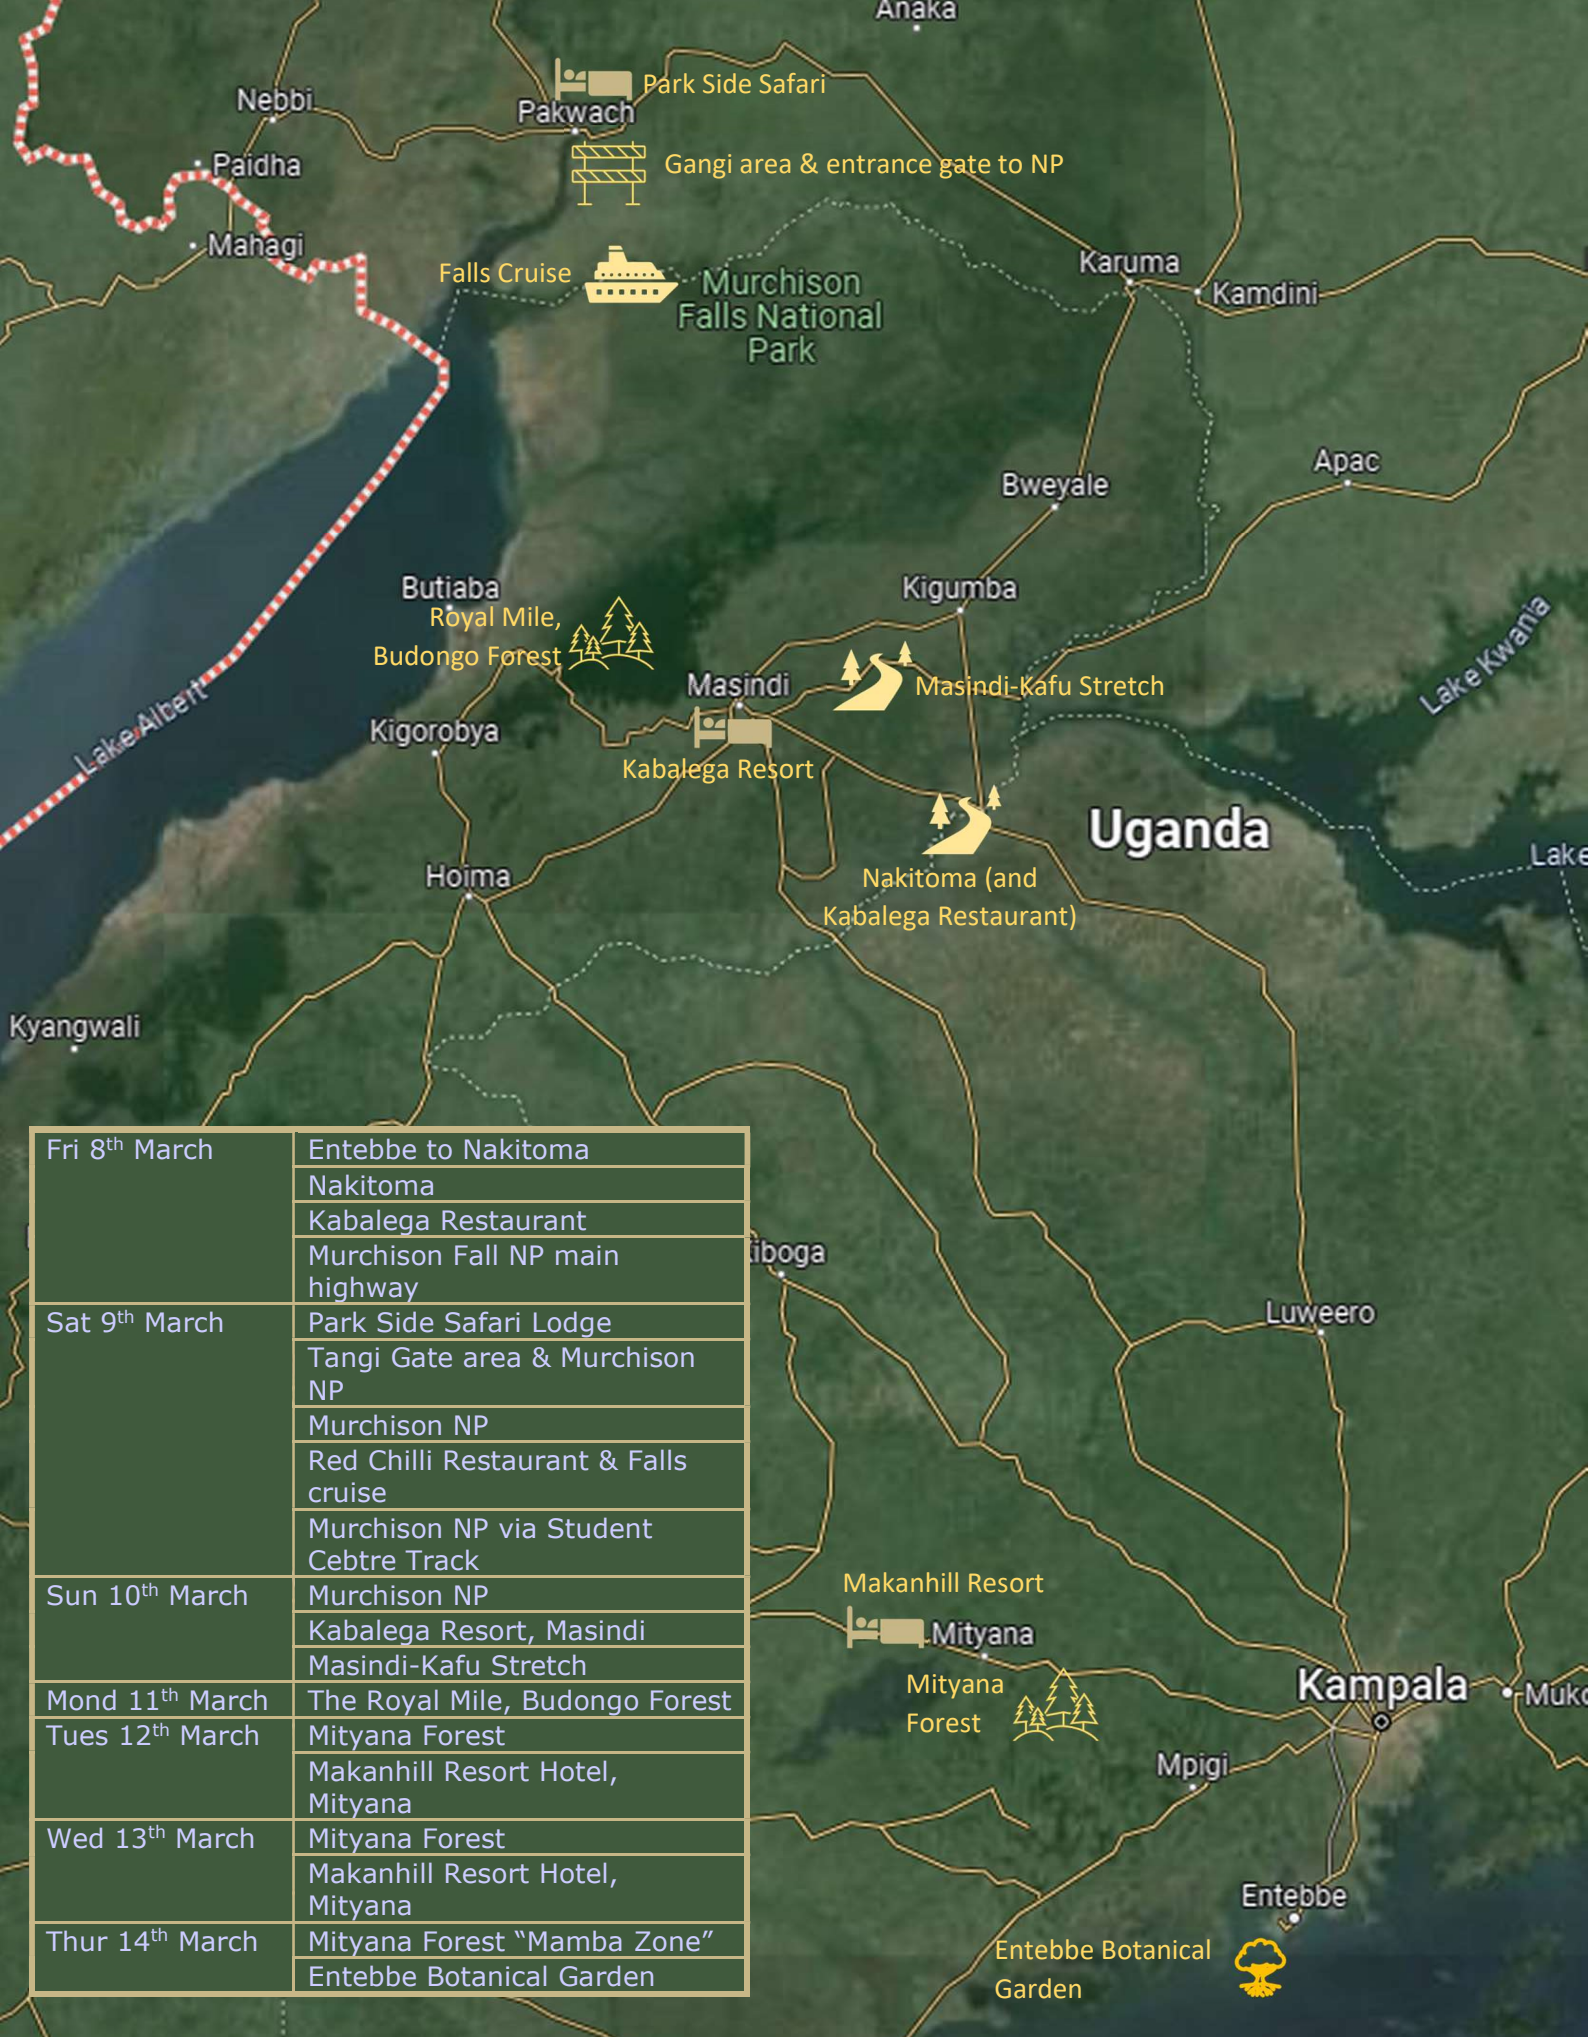 Anaka
Park Side Safari
Nebbi
Pakwach
Gangi area & entrance gate to NP
Paidha
Mahagi
Falls Cruise
Karuma
Murchison
Falls National
Park
Kamdini
Apac
Bweyale
Butiaba
Kigumba
Royal Mile,
Budongo Forest
Lake Kwania
Masindi
Masindi-Kafu Stretch
Lake Albert
Kigorobya
Kabalega Resort
Uganda
Lake
Hoima
Nakitoma (and
Kabalega Restaurant)
Kyangwali
Fri 8th March
Entebbe to Nakitoma
Nakitoma
Kabalega Restaurant
Murchison Fall NP main
highway
Sat 9th March
Park Side Safari Lodge
Tangi Gate area & Murchison
NP
Murchison NP
Red Chilli Restaurant & Falls
cruise
Murchison NP via Student
Cebtre Track
Sun 10th March
Murchison NP
Kabalega Resort, Masindi
Masindi-Kafu Stretch
Mond 11th March
The Royal Mile, Budongo Forest
Tues 12th March
Mityana Forest
Makanhill Resort Hotel,
Mityana
Wed 13th March
Mityana Forest
Makanhill Resort Hotel,
Mityana
Thur 14th March
Mityana Forest “Mamba Zone”
Entebbe Botanical Garden
iboga
Luweero
Makanhill Resort
Mityana
Mityana
Forest
Kampala
Muko
Mpigi
Entebbe
Entebbe Botanical
Garden